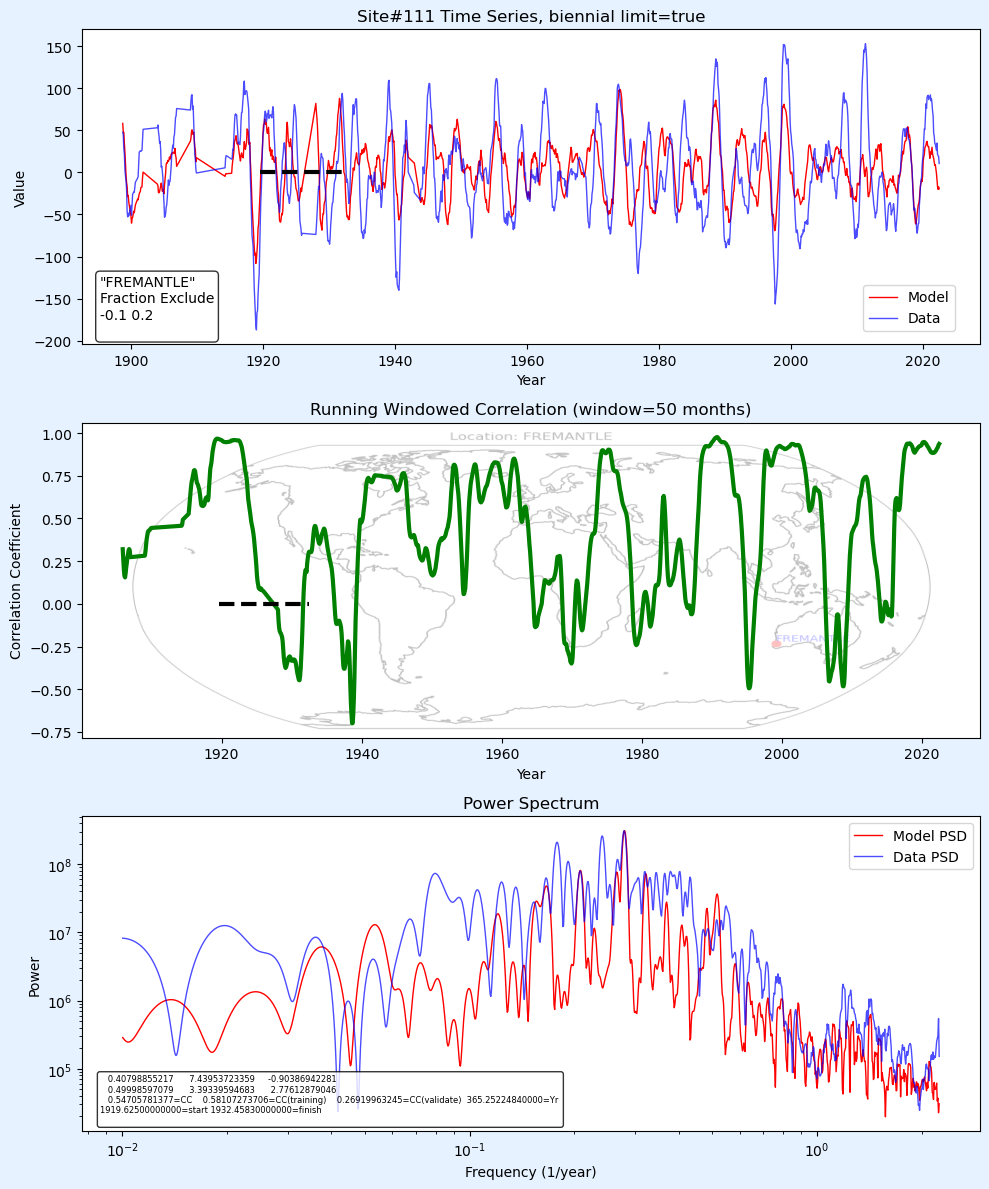 Site#111 Time Series, biennial limit=true
150
100
50
0
−50
−100
−150
−200
Value
"FREMANTLE"
Fraction Exclude
-0.1 0.2
Model
Data
1900 1920 1940 1960 1980 2000 2020
Year
Running Windowed Correlation (window=50 months)
Location: FREMANTLE
1.00
0.75
0.50
0.25
0.00
−0.25
−0.50
−0.75
Correlation Coefficient
FREMANTLE
1920 1940 1960 1980 2000 2020
Year
Power Spectrum
Model PSD
Data PSD
10⁸
10⁷
10⁶
10⁵
Power
0.40798855217 7.43953723359 -0.90386942281
0.49998597079 3.39339594683 2.77612879046
0.54705781377=CC 0.58107273706=CC(training) 0.26919963245=CC(validate) 365.25224840000=Yr
1919.62500000000=start 1932.45830000000=finish
10⁻² 10⁻¹ 10⁰
Frequency (1/year)